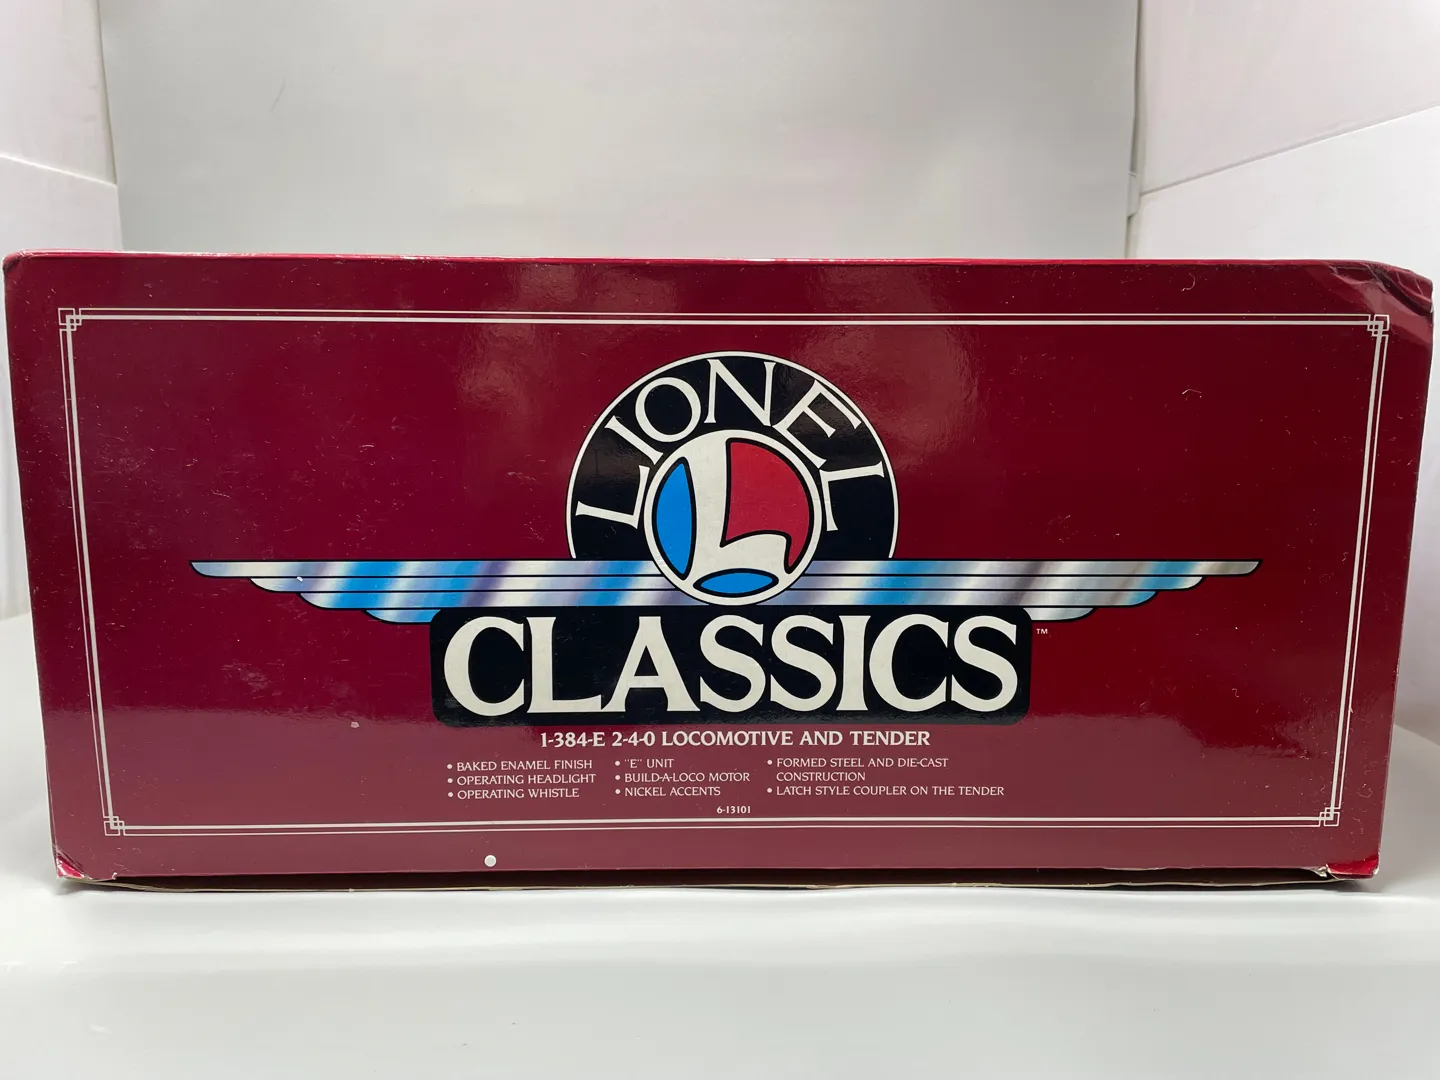 LIONEL
L
CLASSICS™
1-384-E 2-4-0 LOCOMOTIVE AND TENDER
• BAKED ENAMEL FINISH
• OPERATING HEADLIGHT
• OPERATING WHISTLE
• "E" UNIT
• BUILD-A-LOCO MOTOR
• NICKEL ACCENTS
• FORMED STEEL AND DIE-CAST
CONSTRUCTION
• LATCH STYLE COUPLER ON THE TENDER
6-13101